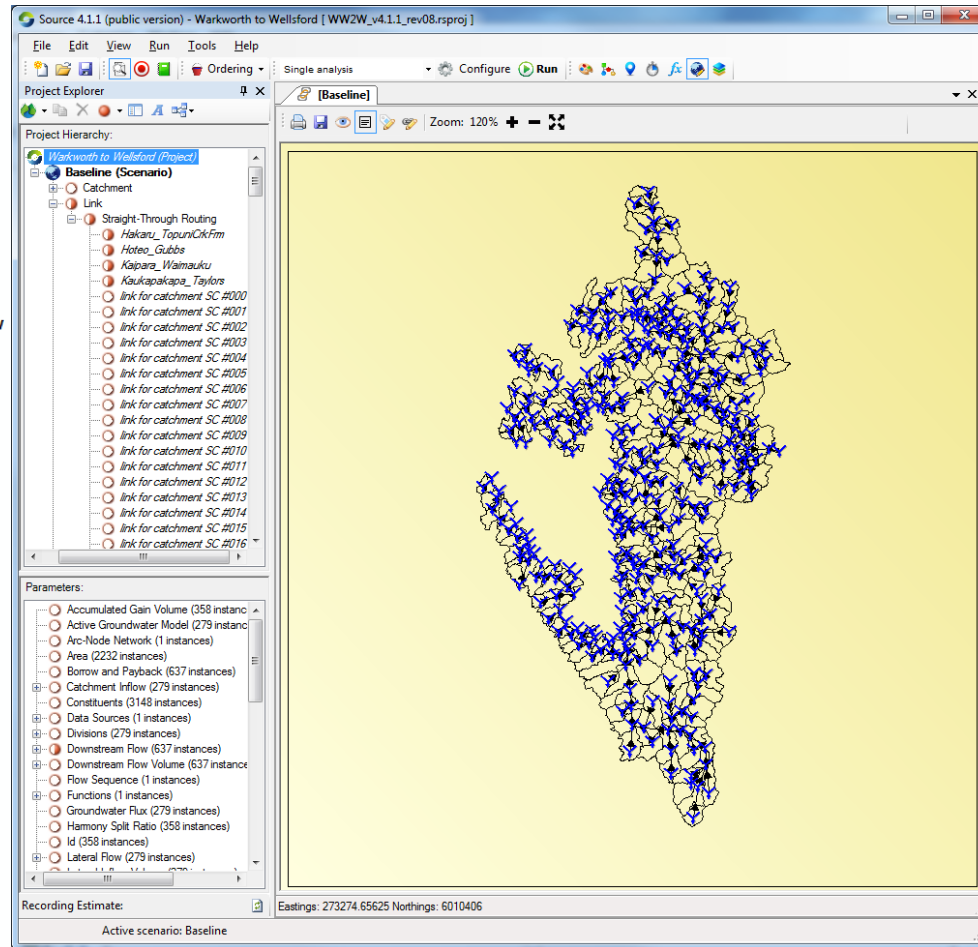 Source 4.1.1 (public version) - Warkworth to Wellsford [ WW2W_v4.1.1_rev08.rsproj ]
File Edit View Run Tools Help
Ordering Single analysis Configure Run fx
Project Explorer
[Baseline]
A
Zoom: 120%
Project Hierarchy:
Warkworth to Wellsford (Project)
Baseline (Scenario)
Catchment
Link
Straight-Through Routing
Hakaru_TopuniCrkFrm
Hoteo_Gubbs
Kaipara_Waimauku
Kaukapakapa_Taylors
link for catchment SC #000
link for catchment SC #001
link for catchment SC #002
link for catchment SC #003
link for catchment SC #004
link for catchment SC #005
link for catchment SC #006
link for catchment SC #007
link for catchment SC #008
link for catchment SC #009
link for catchment SC #010
link for catchment SC #011
link for catchment SC #012
link for catchment SC #013
link for catchment SC #014
link for catchment SC #015
link for catchment SC #016
Parameters:
Accumulated Gain Volume (358 instanc
Active Groundwater Model (279 instanc
Arc-Node Network (1 instances)
Area (2232 instances)
Borrow and Payback (637 instances)
Catchment Inflow (279 instances)
Constituents (3148 instances)
Data Sources (1 instances)
Divisions (279 instances)
Downstream Flow (637 instances)
Downstream Flow Volume (637 instance
Flow Sequence (1 instances)
Functions (1 instances)
Groundwater Flux (279 instances)
Harmony Split Ratio (358 instances)
Id (358 instances)
Lateral Flow (279 instances)
Recording Estimate:
Eastings: 273274.65625 Northings: 6010406
Active scenario: Baseline